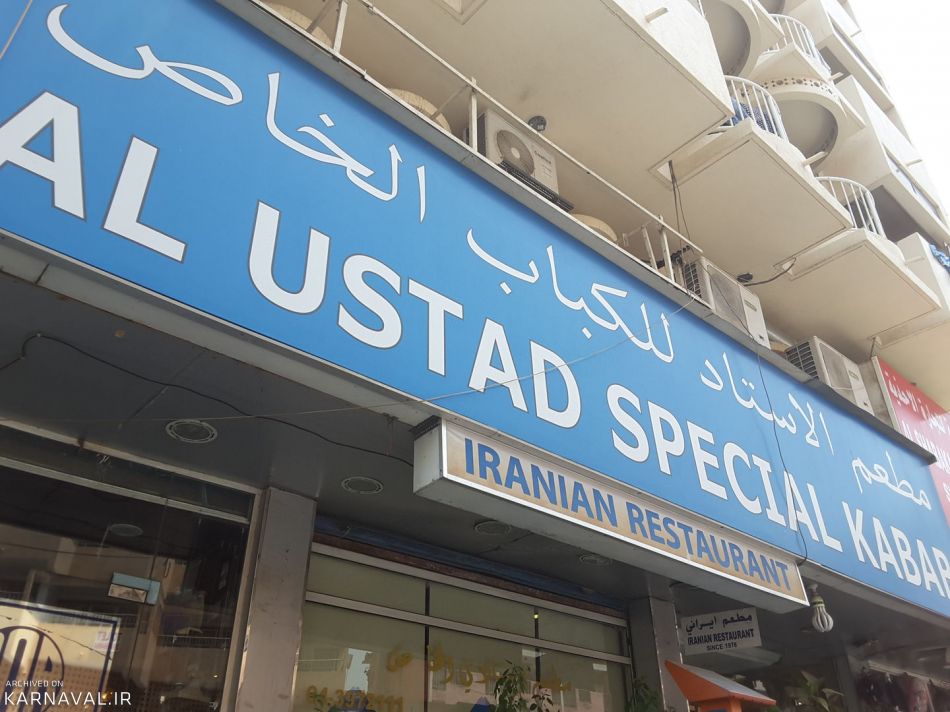 مطعم الاستاد للكباب الخاص
AL USTAD SPECIAL KABAB
IRANIAN RESTAURANT
مطعم ايراني
IRANIAN RESTAURANT
SINCE 1978
ARCHIVED ON
KARNAVAL.IR